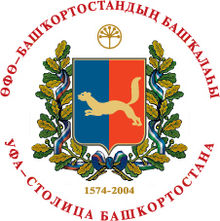 ӨФӨ–БАШҠОРТОСТАНДЫҢ БАШҠАЛАҺЫ
1574-2004
УФА–СТОЛИЦА БАШКОРТОСТАНА